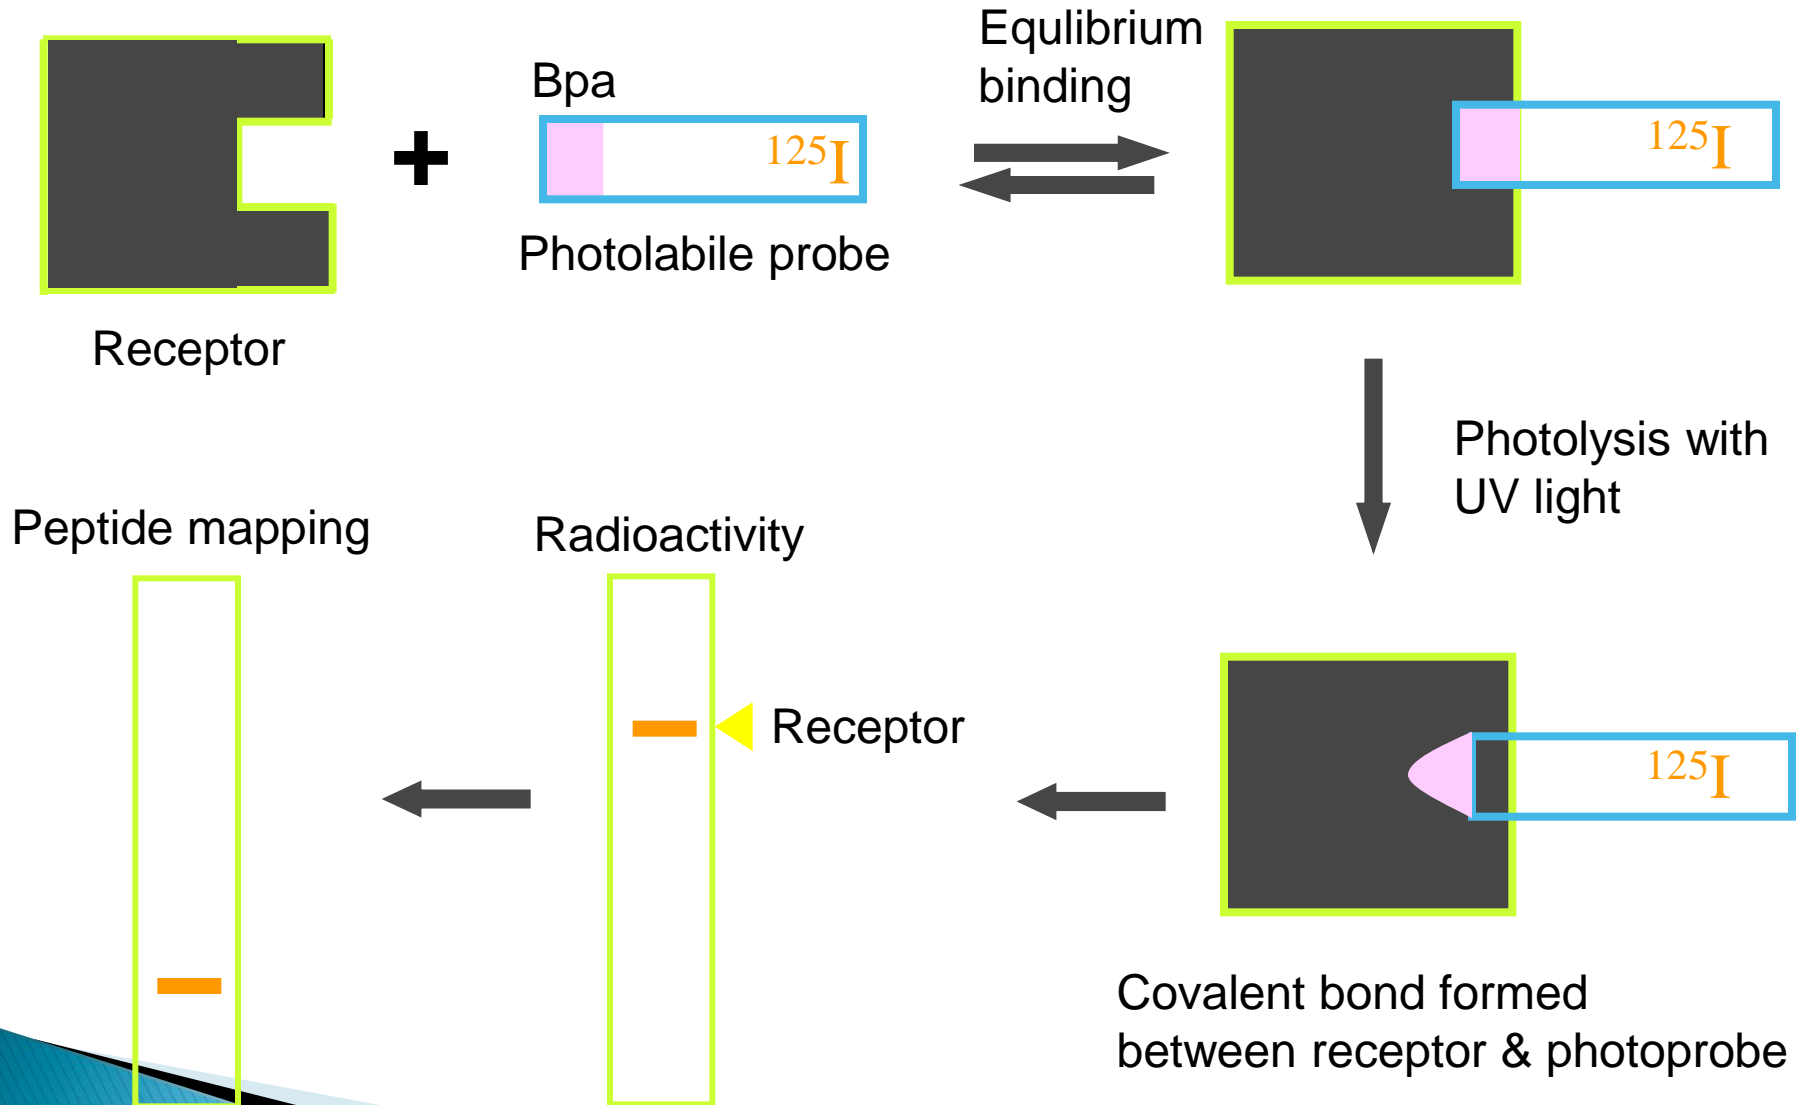 Equlibrium
binding
Bpa
+
¹²⁵I
¹²⁵I
Photolabile probe
Receptor
Photolysis with
UV light
Peptide mapping
Radioactivity
Receptor
¹²⁵I
Covalent bond formed
between receptor & photoprobe